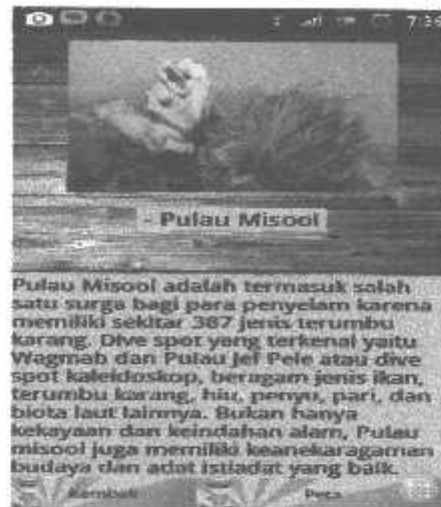 7:39
- Pulau Misool
Pulau Misool adalah termasuk salah
satu surga bagi para penyelam karena
memiliki sekitar 387 jenis terumbu
karang. Dive spot yang terkenal yaitu
Wagmab dan Pulau Jef Pele atau dive
spot kaleidoskop, beragam jenis ikan,
terumbu karang, hiu, penyu, pari, dan
biota laut lainnya. Bukan hanya
kekayaan dan keindahan alam, Pulau
misool juga memiliki keanekaragaman
budaya dan adat istiadat yang baik.
Kembali Peta